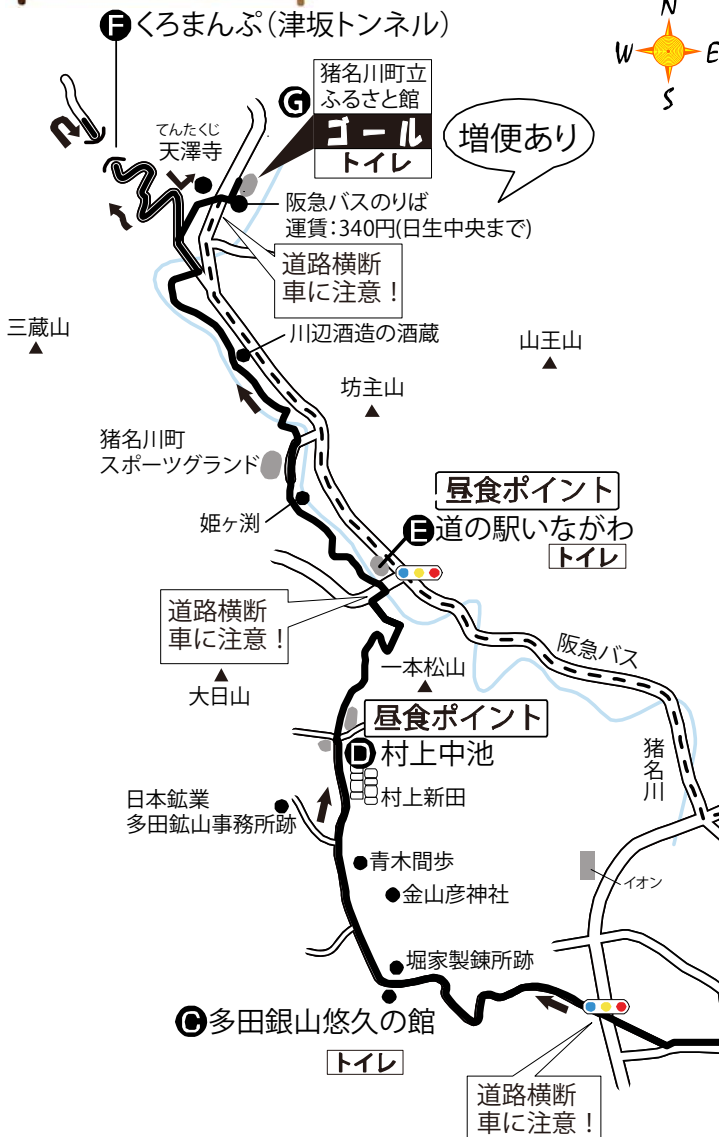 F くろまんぷ（津坂トンネル）
N
W E
S
G
猪名川町立
ふるさと館
ゴール
トイレ
増便あり
てんたくじ
天澤寺
阪急バスのりば
運賃：340円(日生中央まで)
道路横断
車に注意！
三蔵山
川辺酒造の酒蔵
山王山
坊主山
猪名川町
スポーツグランド
昼食ポイント
E 道の駅いながわ
トイレ
姫ヶ渕
道路横断
車に注意！
阪急バス
一本松山
大日山
昼食ポイント
D 村上中池
猪名川
日本鉱業
多田鉱山事務所跡
村上新田
青木間歩
イオン
金山彦神社
堀家製錬所跡
C 多田銀山悠久の館
トイレ
道路横断
車に注意！